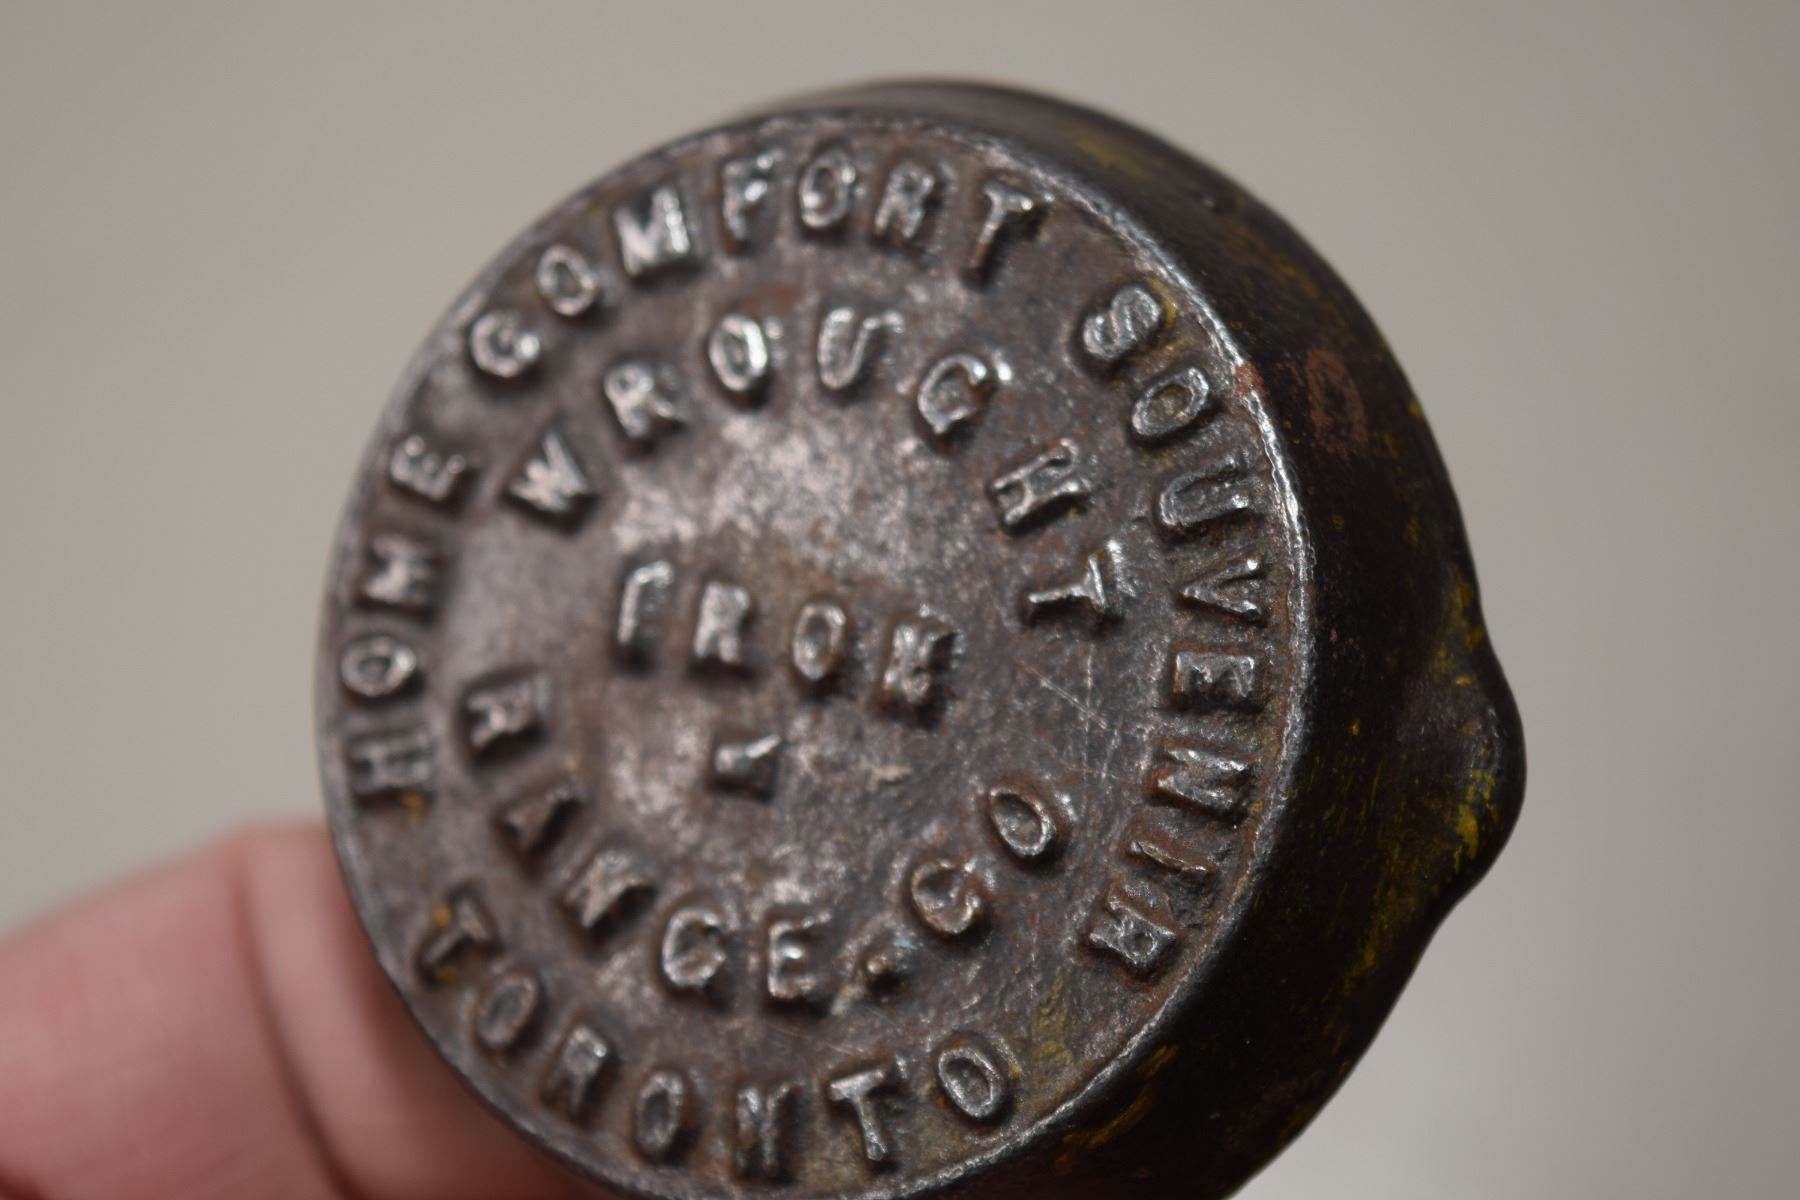 HOME COMFORT SOUVENIR
WROUGHT
IRON
RANGE.CO
TORONTO